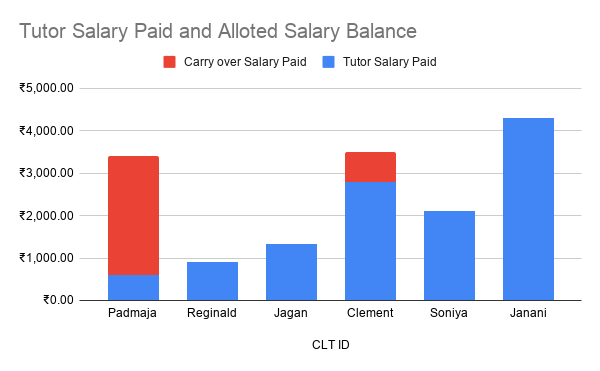 Tutor Salary Paid and Alloted Salary Balance
Carry over Salary Paid Tutor Salary Paid
₹5,000.00
₹4,000.00
₹3,000.00
₹2,000.00
₹1,000.00
₹0.00
Padmaja Reginald Jagan Clement Soniya Janani
CLT ID